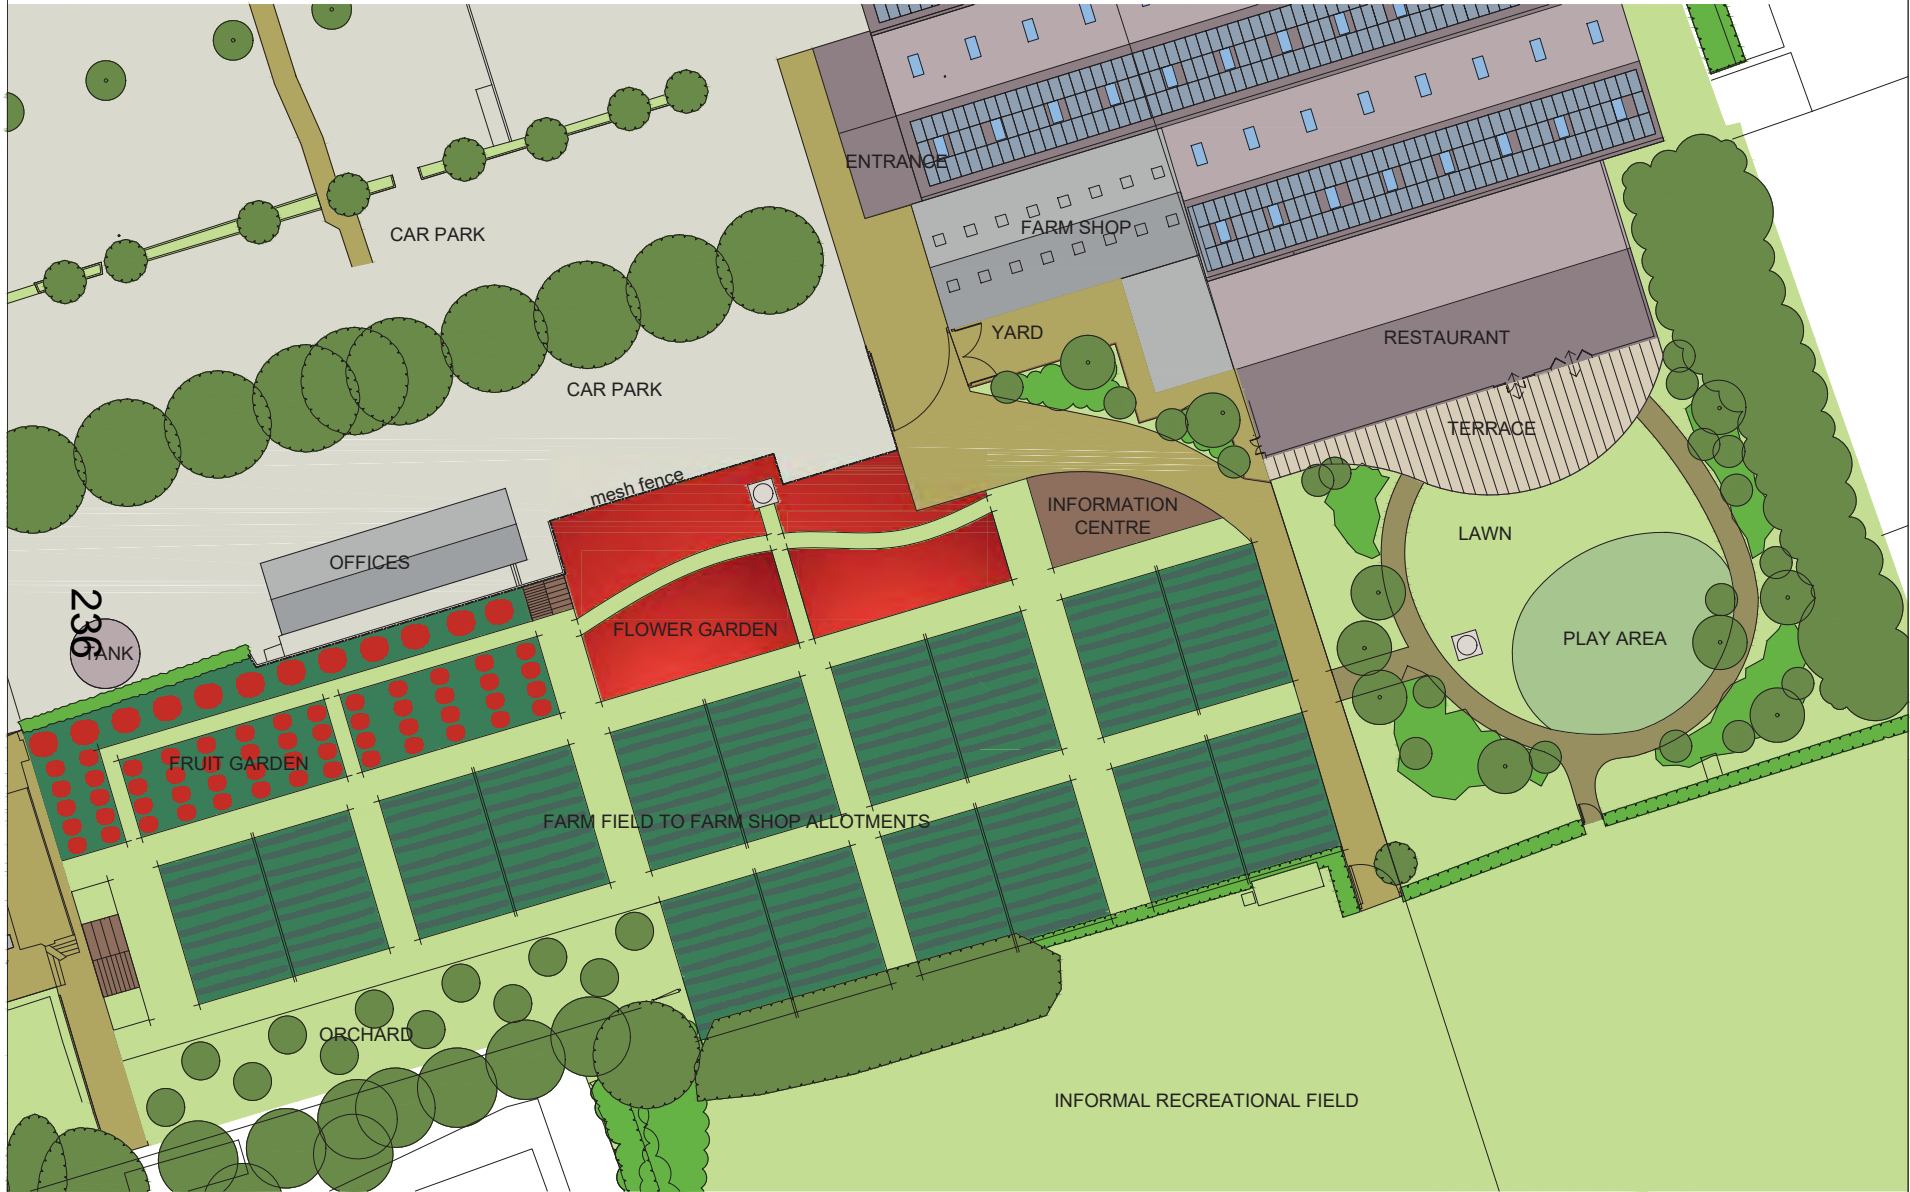 ENTRANCE
FARM SHOP
CAR PARK
YARD
RESTAURANT
CAR PARK
TERRACE
mesh fence
INFORMATION
CENTRE
LAWN
OFFICES
236
FLOWER GARDEN
PLAY AREA
TANK
FRUIT GARDEN
FARM FIELD TO FARM SHOP ALLOTMENTS
ORCHARD
INFORMAL RECREATIONAL FIELD